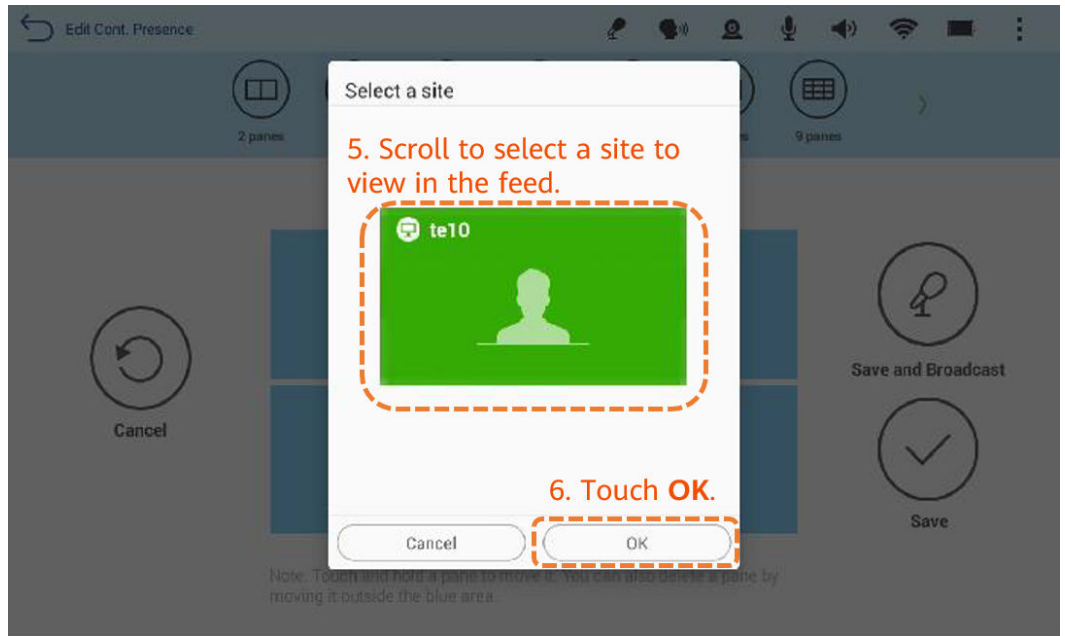 Edit Cont. Presence
2 panes
9 panes
Select a site
5. Scroll to select a site to
view in the feed.
te10
Save and Broadcast
Cancel
6. Touch OK.
Save
Cancel
OK
Note: Touch and hold a pane to move it. You can also delete a pane by
moving it outside the blue area.